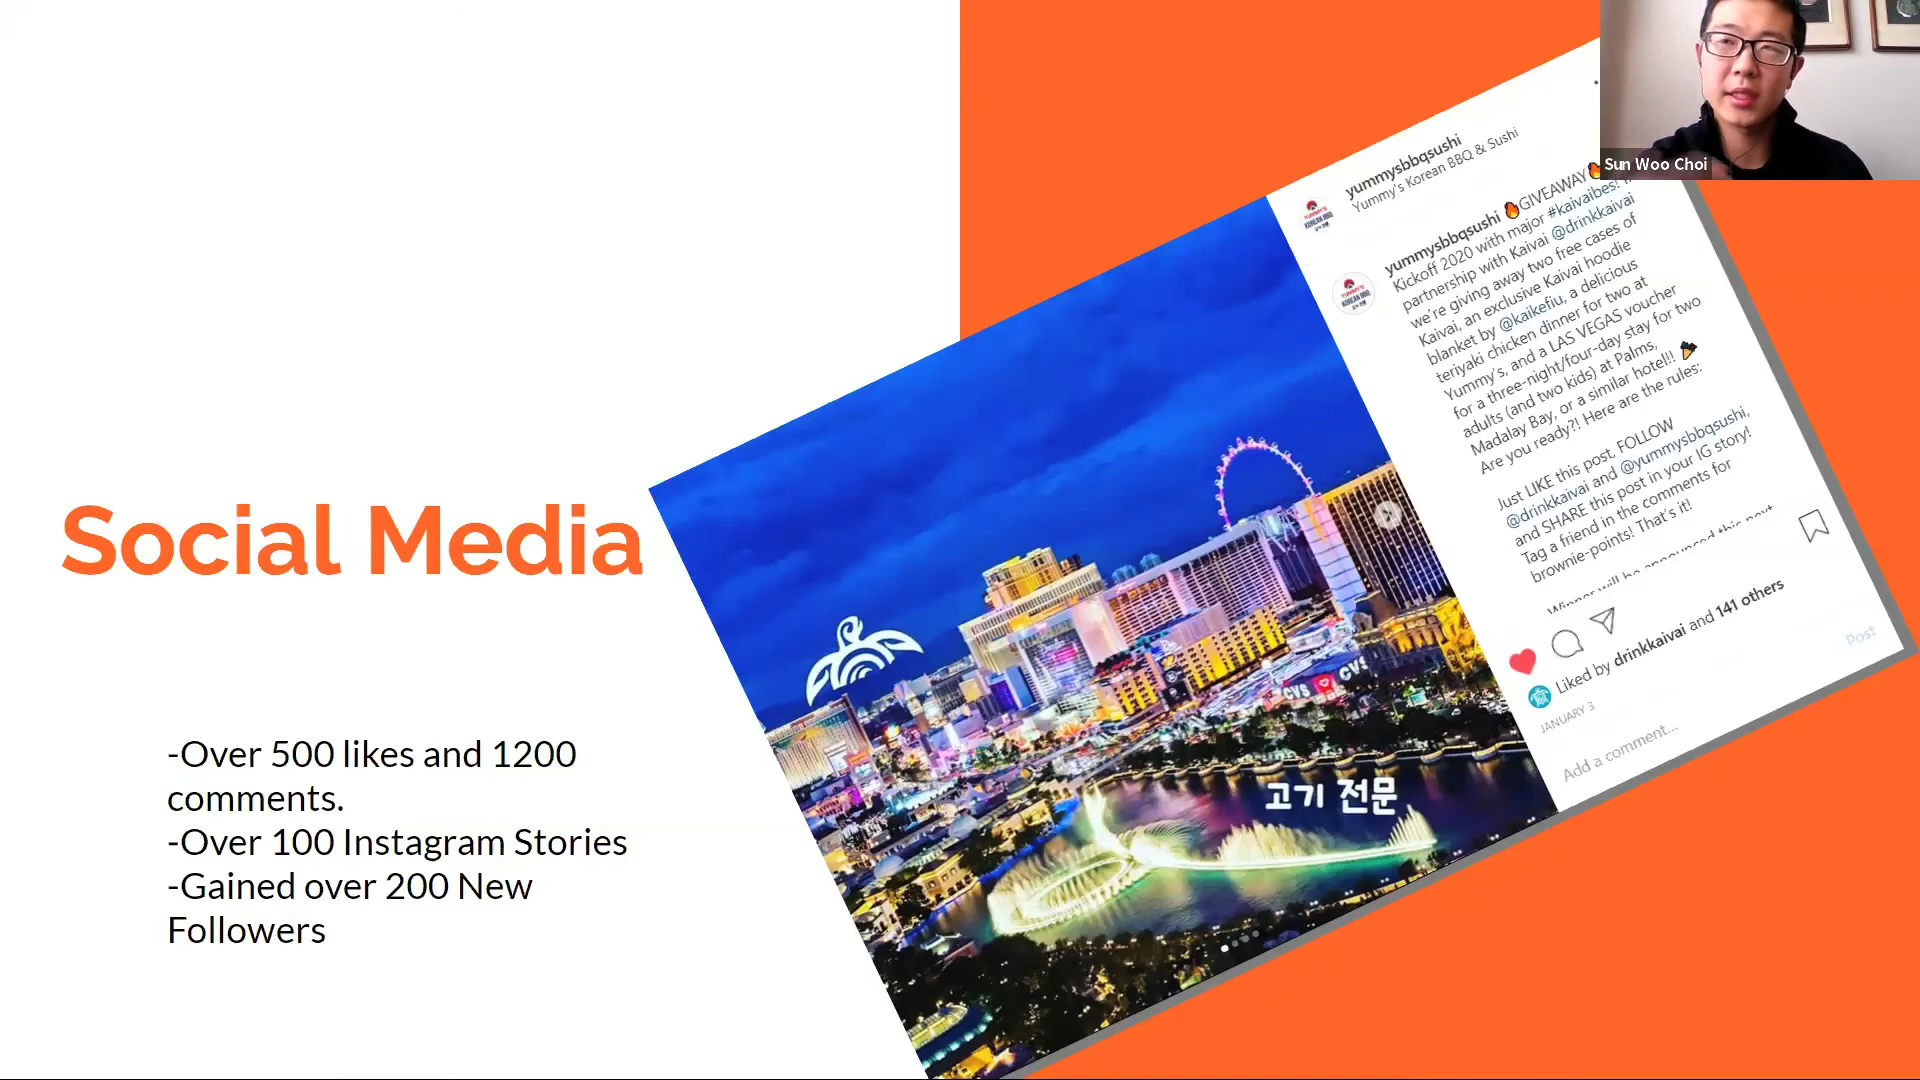 Social Media
-Over 500 likes and 1200
comments.
-Over 100 Instagram Stories
-Gained over 200 New
Followers
고기 전문
CVS
CVS
yummysbbqsushi
Yummy's Korean BBQ & Sushi
yummysbbqsushi 🔥GIVEAWAY🔥
Kickoff 2020 with major #kaivaibes!
partnership with Kaivai @drinkkaivai
we're giving away two free cases of
Kaivai, an exclusive Kaivai hoodie
blanket by @kaikefiu, a delicious
teriyaki chicken dinner for two at
Yummy's, and a LAS VEGAS voucher
for a three-night/four-day stay for two
adults (and two kids) at Palms,
Madalay Bay, or a similar hotel!!
Are you ready?! Here are the rules:
Just LIKE this post, FOLLOW
@drinkkaivai and @yummysbbqsushi,
and SHARE this post in your IG story!
Tag a friend in the comments for
brownie-points! That's it!
Winner will be announced this next
Liked by drinkkaivai and 141 others
JANUARY 3
Add a comment...
Post
Sun Woo Choi